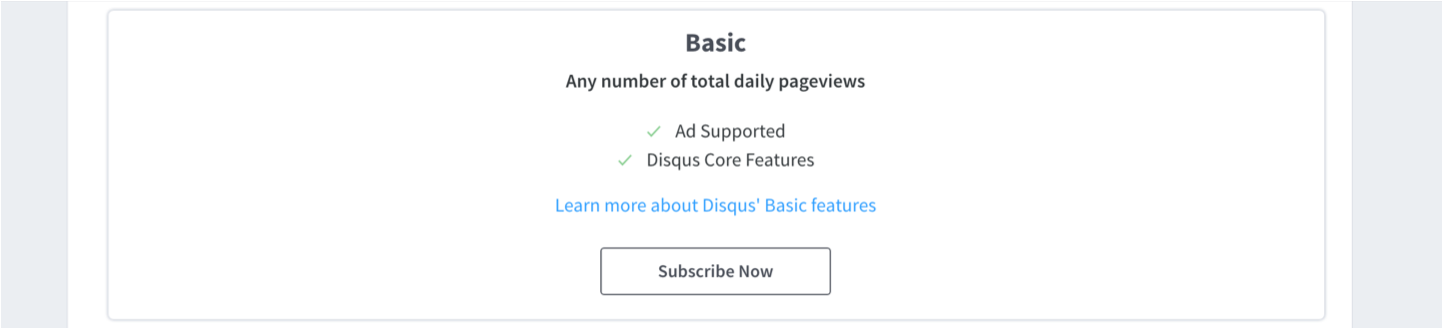 Basic
Any number of total daily pageviews
Ad Supported
Disqus Core Features
Learn more about Disqus' Basic features
Subscribe Now